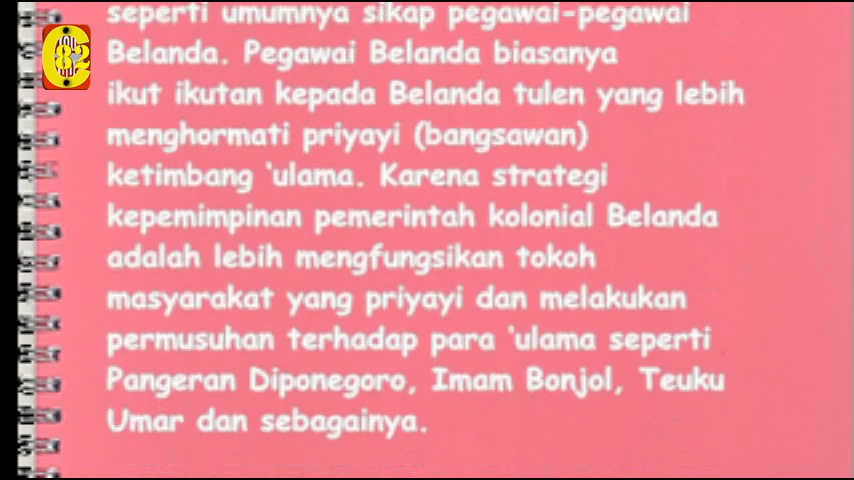 seperti umumnya sikap pegawai-pegawai
Belanda. Pegawai Belanda biasanya
ikut ikutan kepada Belanda tulen yang lebih
menghormati priyayi (bangsawan)
ketimbang 'ulama. Karena strategi
kepemimpinan pemerintah kolonial Belanda
adalah lebih mengfungsikan tokoh
masyarakat yang priyayi dan melakukan
permusuhan terhadap para 'ulama seperti
Pangeran Diponegoro, Imam Bonjol, Teuku
Umar dan sebagainya.